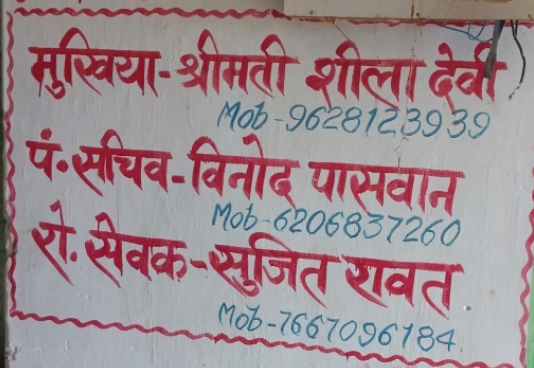 मुखिया-श्रीमती शीला देवी
Mob-9628123939
पं.सचिव-विनोद पासवान
Mob-6206837260
रो. सेवक-सुजित रावत
Mob-7667096184